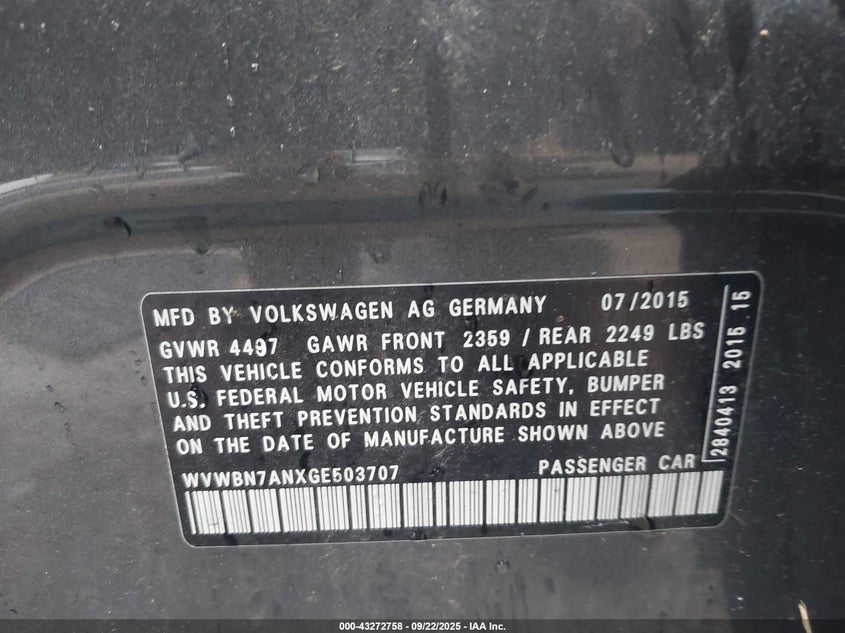 MFD BY VOLKSWAGEN AG GERMANY 07/2015
GVWR 4497 GAWR FRONT 2359 / REAR 2249 LBS
THIS VEHICLE CONFORMS TO ALL APPLICABLE
U.S. FEDERAL MOTOR VEHICLE SAFETY, BUMPER
AND THEFT PREVENTION STANDARDS IN EFFECT
ON THE DATE OF MANUFACTURE SHOWN ABOVE
WVWBN7ANXGE503707 PASSENGER CAR
2840413 2015 15
000-43272758 - 09/22/2025 - IAA Inc.